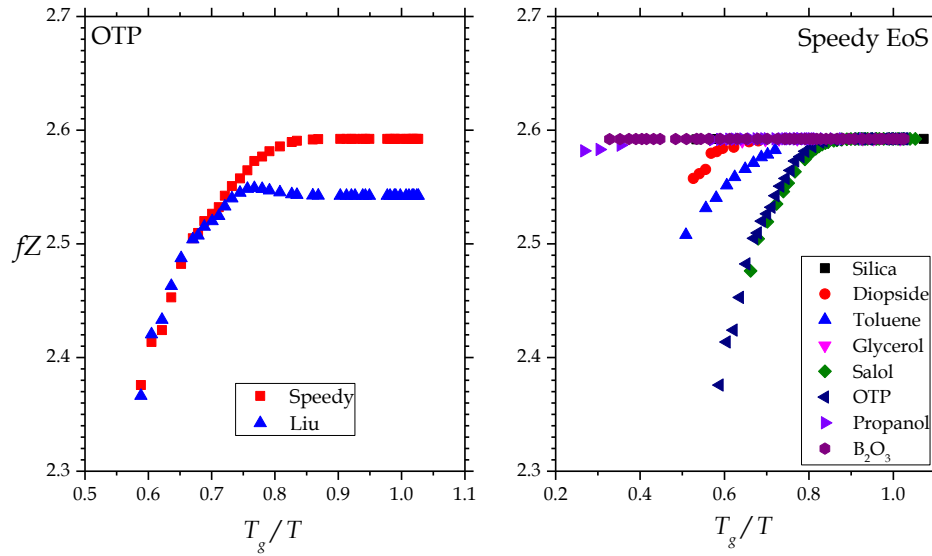 OTP
2.7
2.6
2.5
2.4
2.3
fZ
0.5 0.6 0.7 0.8 0.9 1.0 1.1
T_g/T
Speedy
Liu
Speedy EoS
2.7
2.6
2.5
2.4
2.3
0.2 0.4 0.6 0.8 1.0
T_g/T
Silica
Diopside
Toluene
Glycerol
Salol
OTP
Propanol
B₂O₃